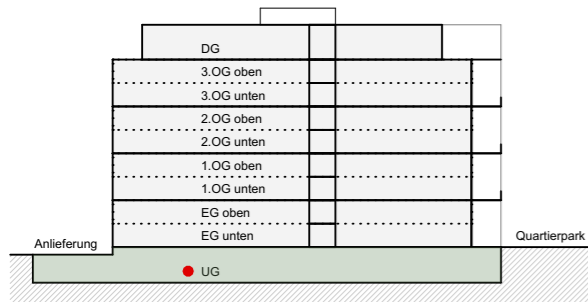 DG
3.OG oben
3.OG unten
2.OG oben
2.OG unten
1.OG oben
1.OG unten
EG oben
EG unten
Anlieferung
Quartierpark
UG